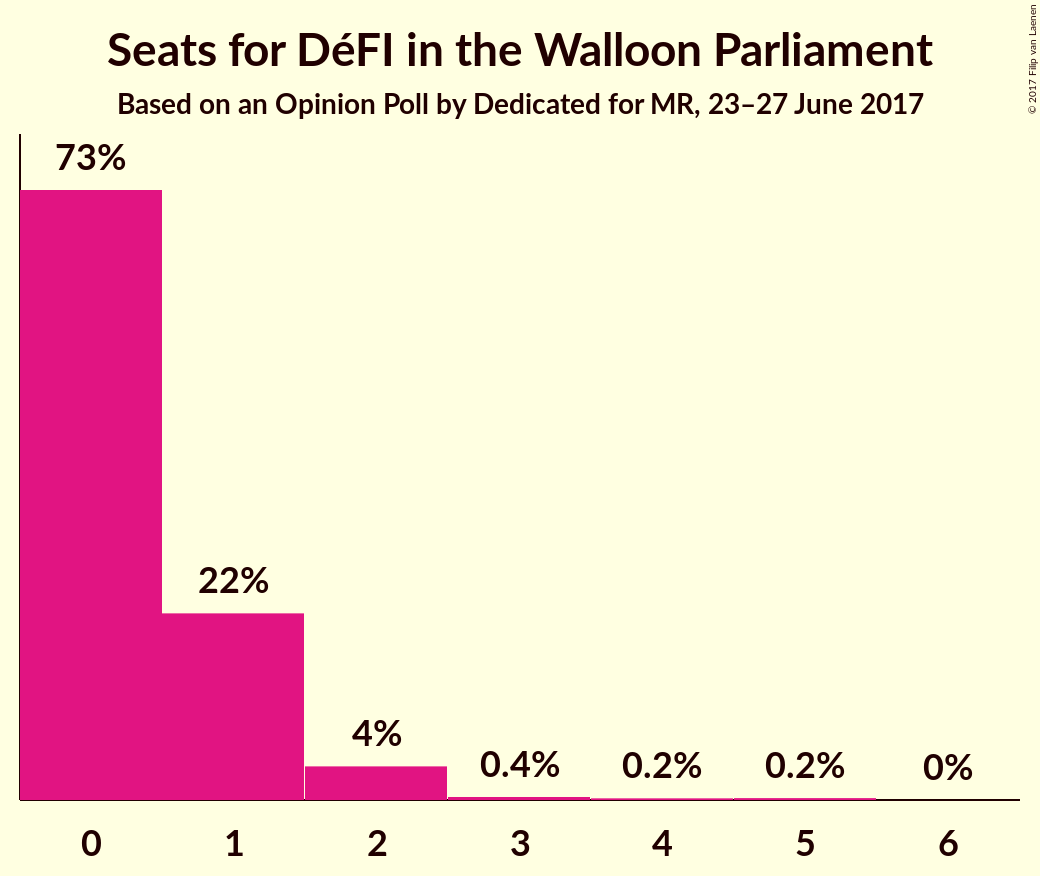 Seats for DéFI in the Walloon Parliament
Based on an Opinion Poll by Dedicated for MR, 23–27 June 2017
© 2017 Filip van Laenen
73%
22%
4%
0.4%
0.2%
0.2%
0%
0 1 2 3 4 5 6